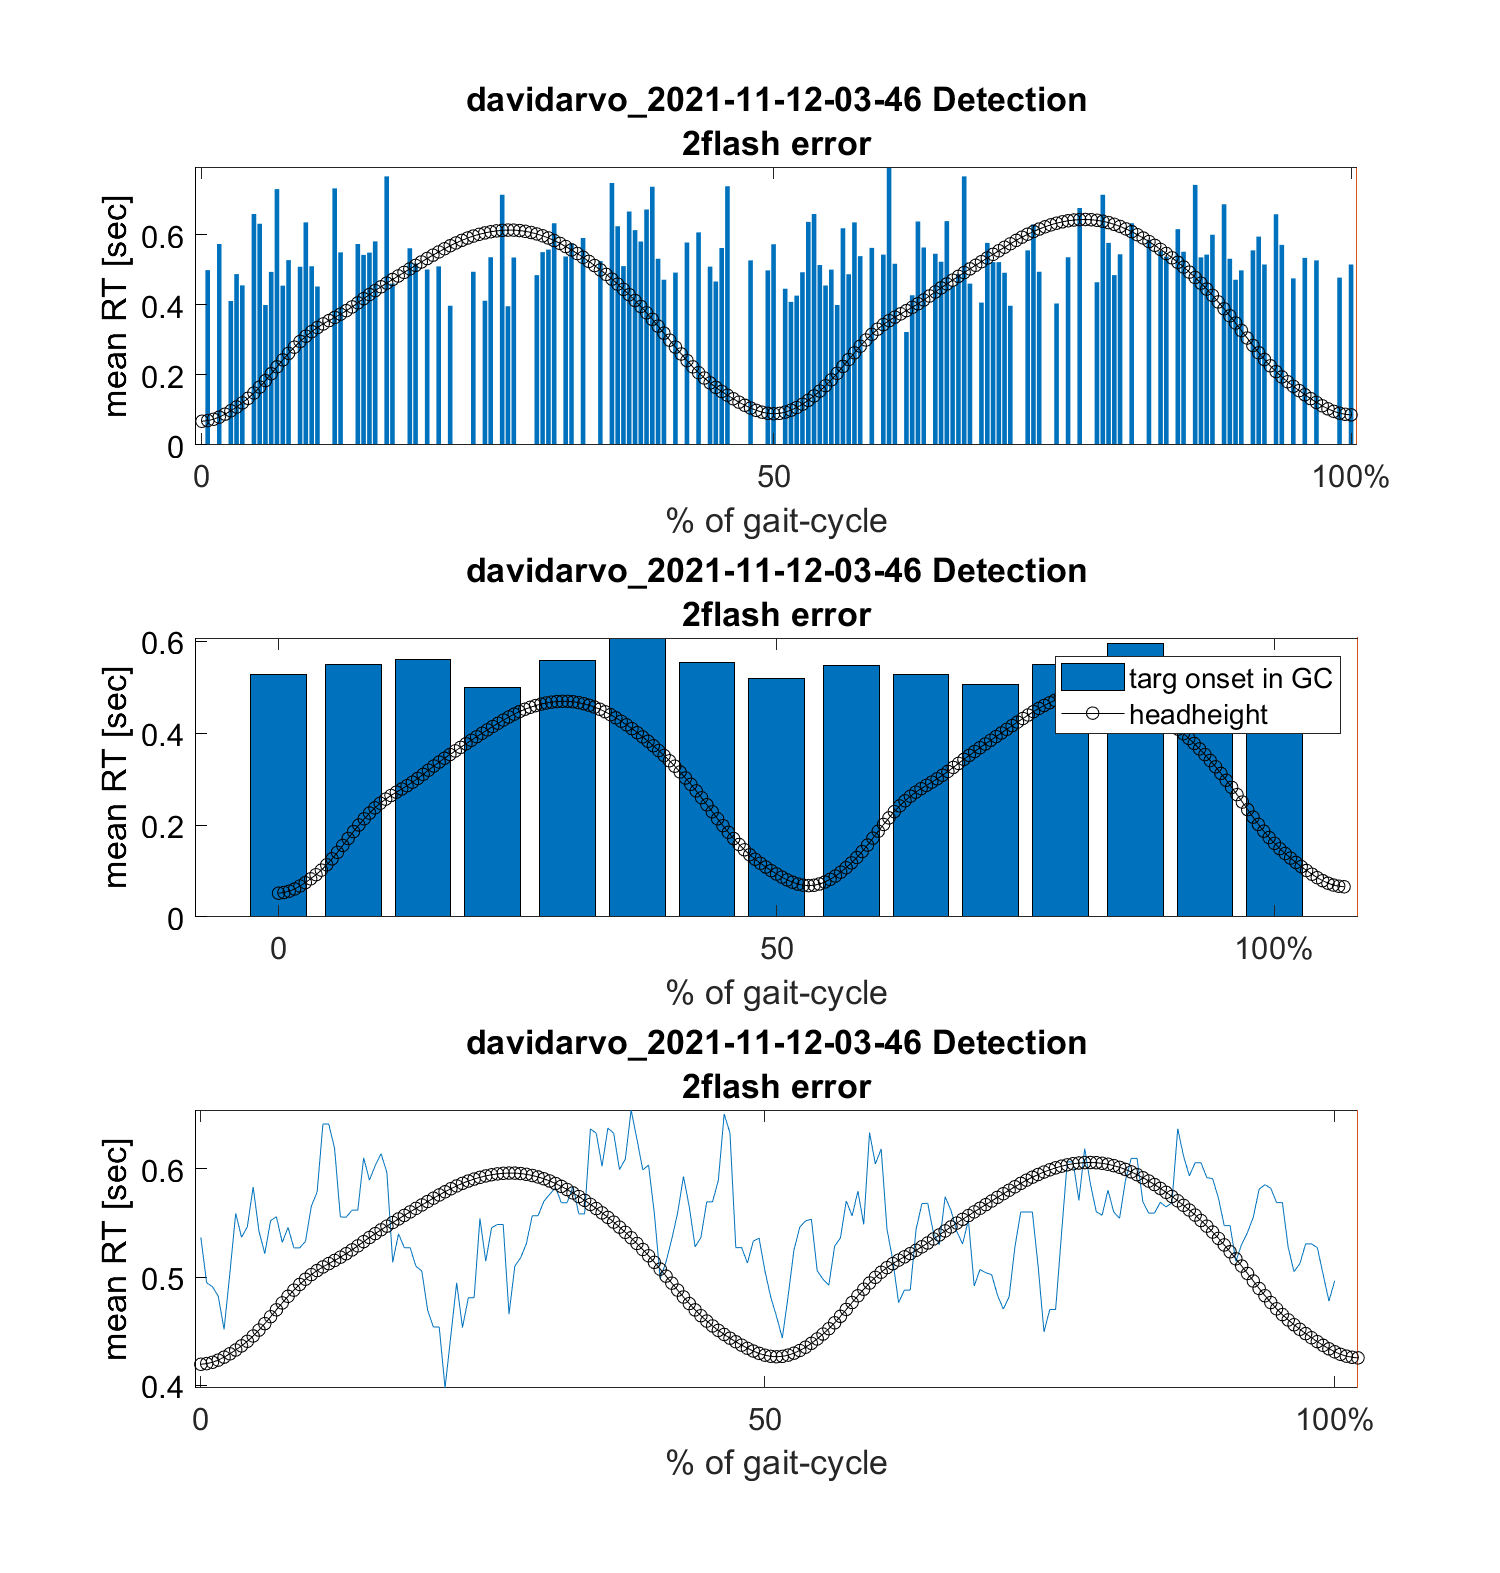 davidarvo_2021-11-12-03-46 Detection
2flash error
mean RT [sec]
0.6
0.4
0.2
0
0
50
100%
% of gait-cycle
davidarvo_2021-11-12-03-46 Detection
2flash error
mean RT [sec]
0.6
0.4
0.2
0
targ onset in GC
headheight
0
50
100%
% of gait-cycle
davidarvo_2021-11-12-03-46 Detection
2flash error
mean RT [sec]
0.6
0.5
0.4
0
50
100%
% of gait-cycle